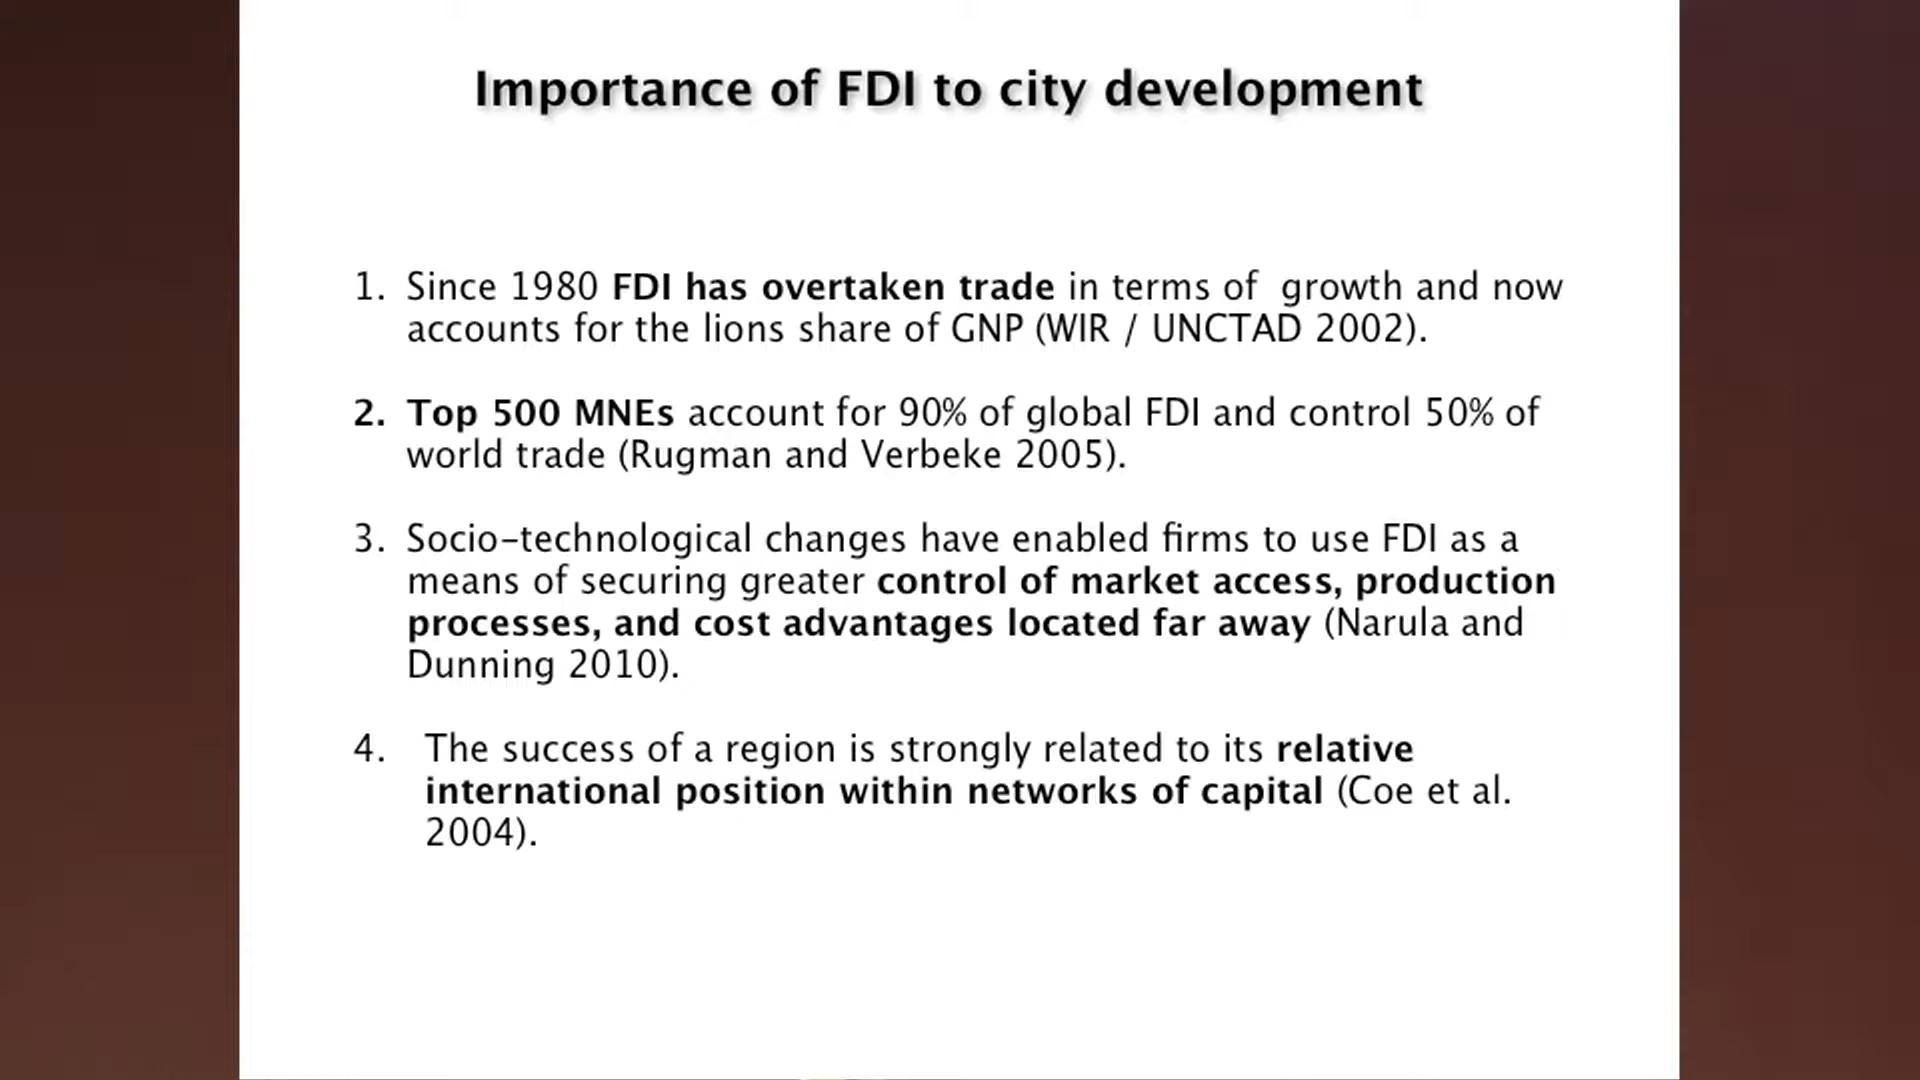 Importance of FDI to city development
1. Since 1980 FDI has overtaken trade in terms of growth and now
accounts for the lions share of GNP (WIR / UNCTAD 2002).
2. Top 500 MNEs account for 90% of global FDI and control 50% of
world trade (Rugman and Verbeke 2005).
3. Socio-technological changes have enabled firms to use FDI as a
means of securing greater control of market access, production
processes, and cost advantages located far away (Narula and
Dunning 2010).
4. The success of a region is strongly related to its relative
international position within networks of capital (Coe et al.
2004).